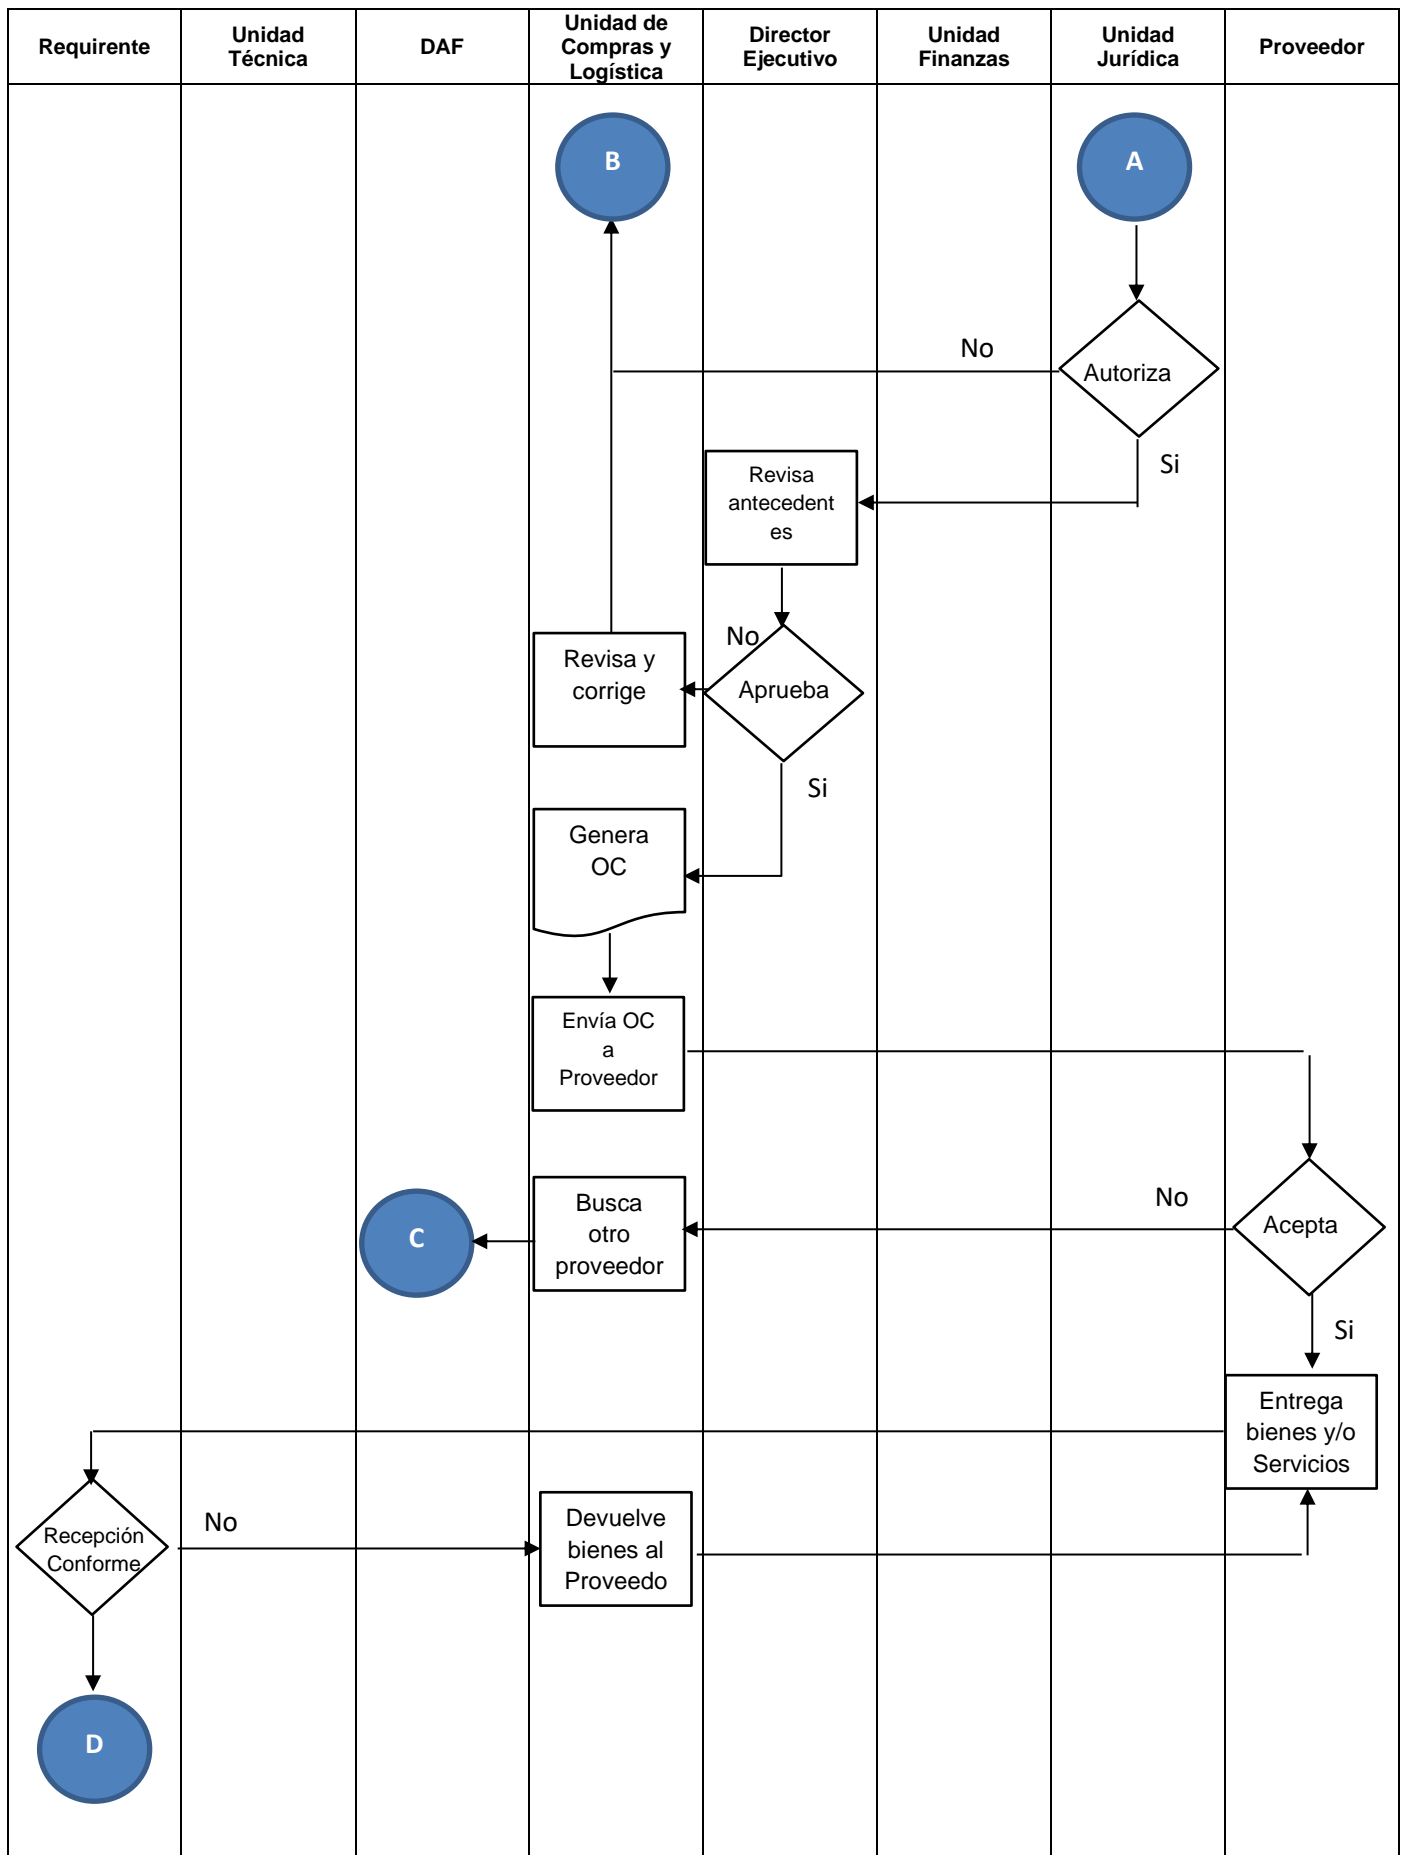 Requirente
Unidad
Técnica
DAF
Unidad de
Compras y
Logística
Director
Ejecutivo
Unidad
Finanzas
Unidad
Jurídica
Proveedor
B
A
No
Autoriza
Si
Revisa
antecedent
es
No
Revisa y
corrige
Aprueba
Si
Genera
OC
Envía OC
a
Proveedor
C
Busca
otro
proveedor
No
Acepta
Si
Entrega
bienes y/o
Servicios
Recepción
Conforme
No
Devuelve
bienes al
Proveedo
D